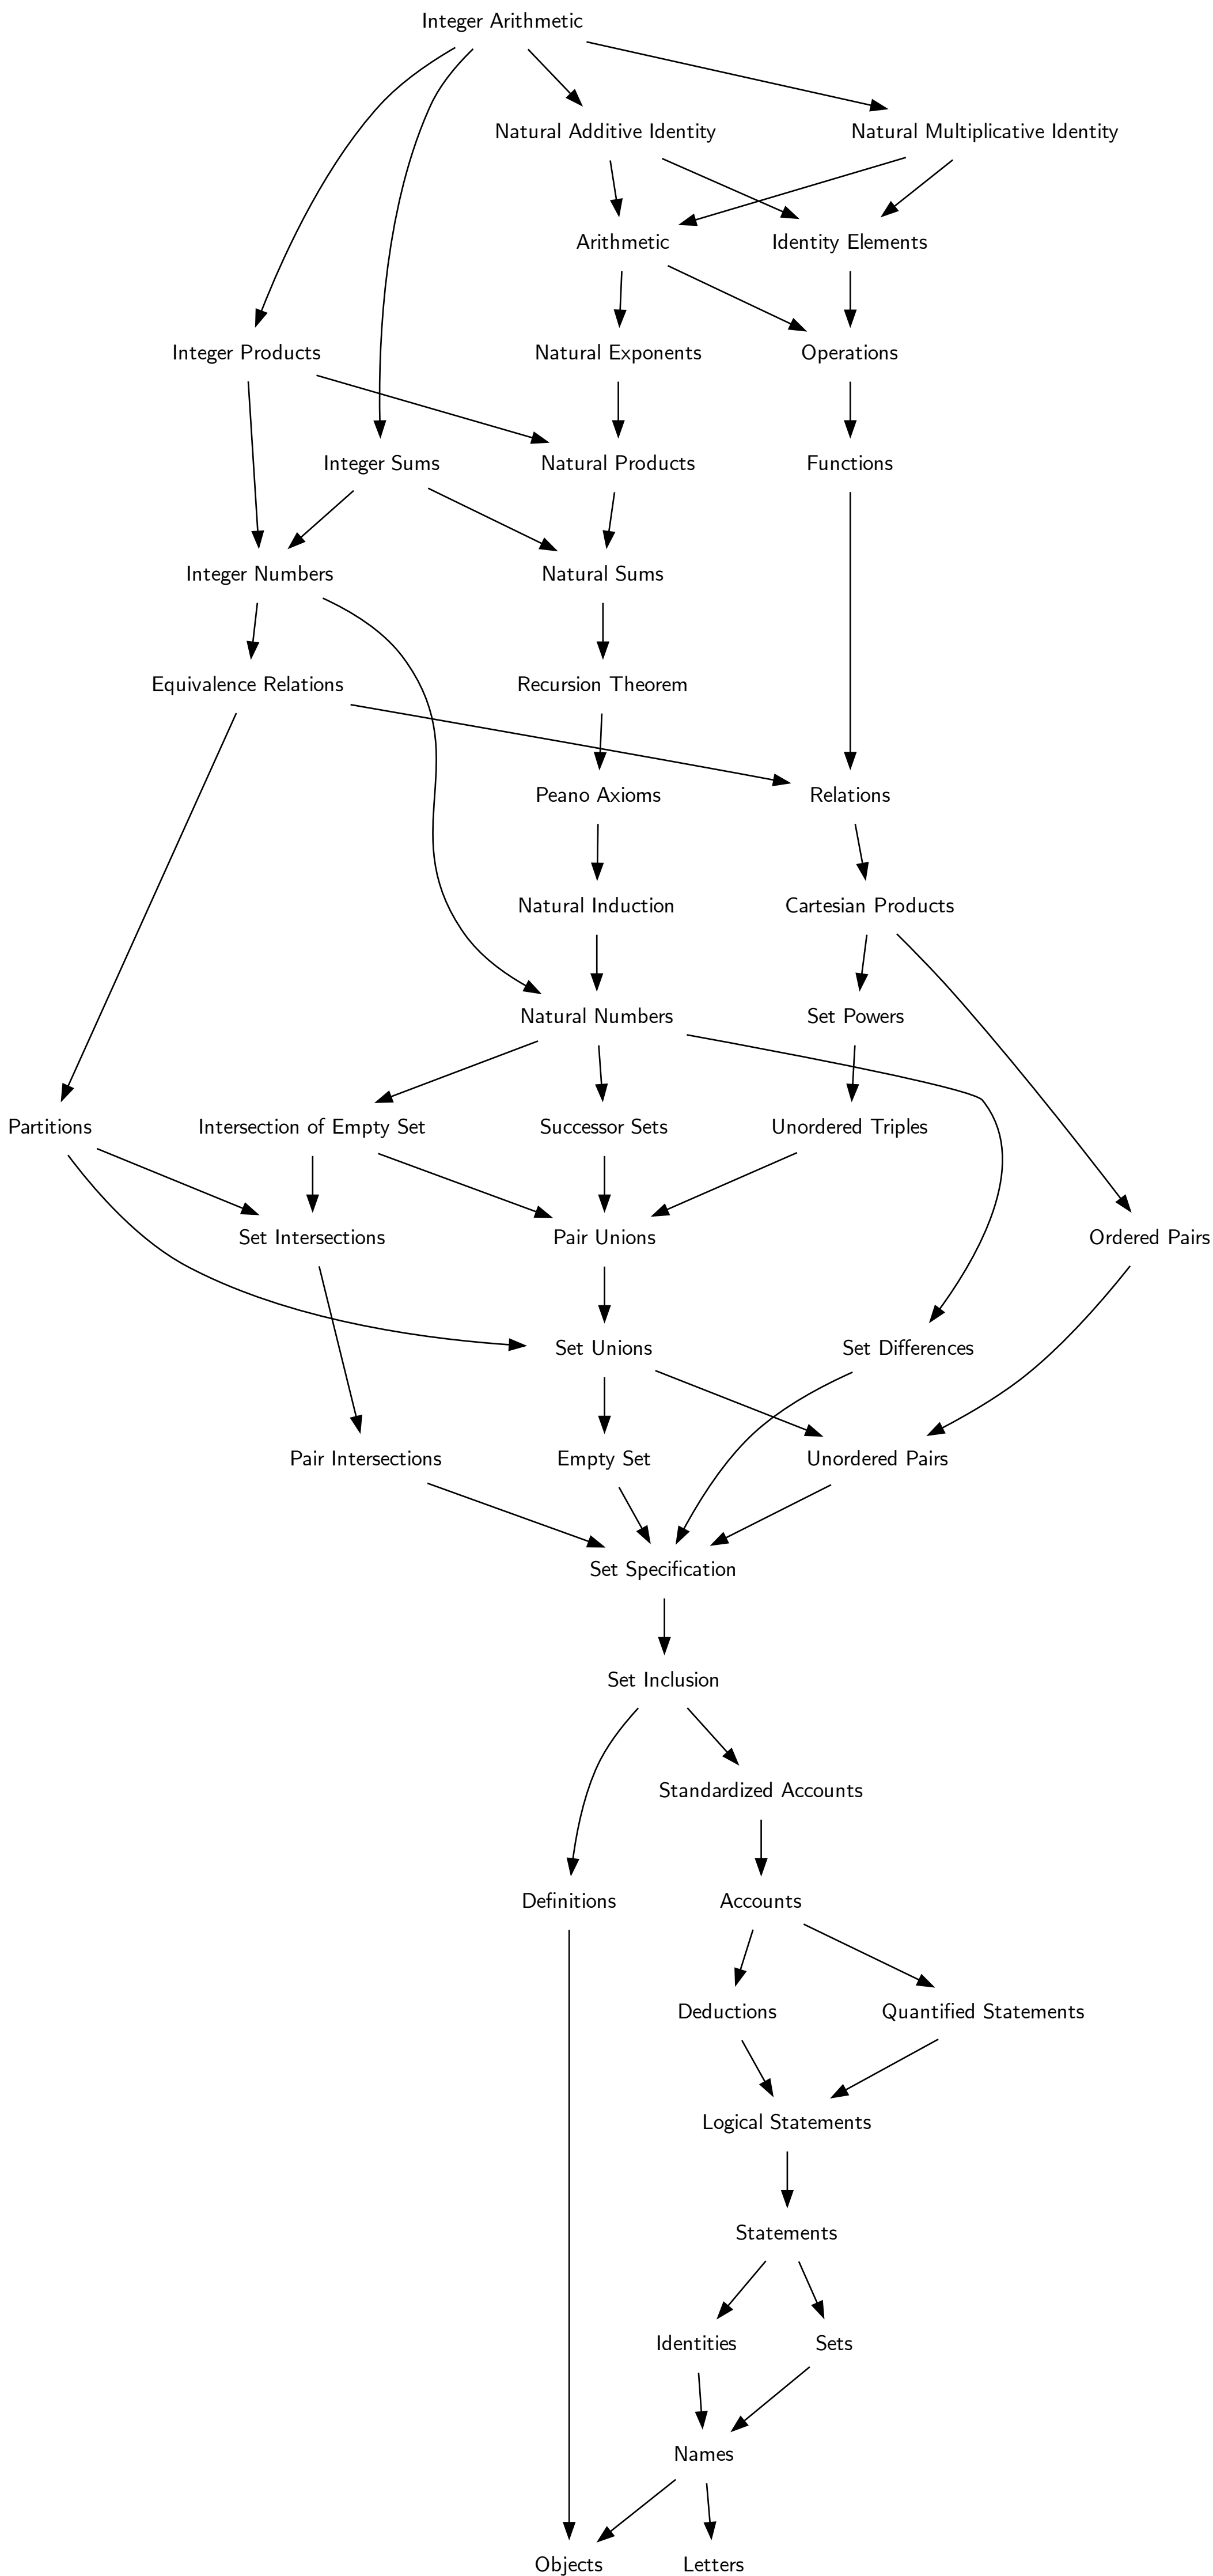 Integer Arithmetic
Natural Additive Identity
Natural Multiplicative Identity
Arithmetic
Identity Elements
Integer Products
Natural Exponents
Operations
Integer Sums
Natural Products
Functions
Integer Numbers
Natural Sums
Equivalence Relations
Recursion Theorem
Peano Axioms
Relations
Natural Induction
Cartesian Products
Natural Numbers
Set Powers
Partitions
Intersection of Empty Set
Successor Sets
Unordered Triples
Set Intersections
Pair Unions
Ordered Pairs
Set Unions
Set Differences
Pair Intersections
Empty Set
Unordered Pairs
Set Specification
Set Inclusion
Standardized Accounts
Definitions
Accounts
Deductions
Quantified Statements
Logical Statements
Statements
Identities
Sets
Names
Objects
Letters